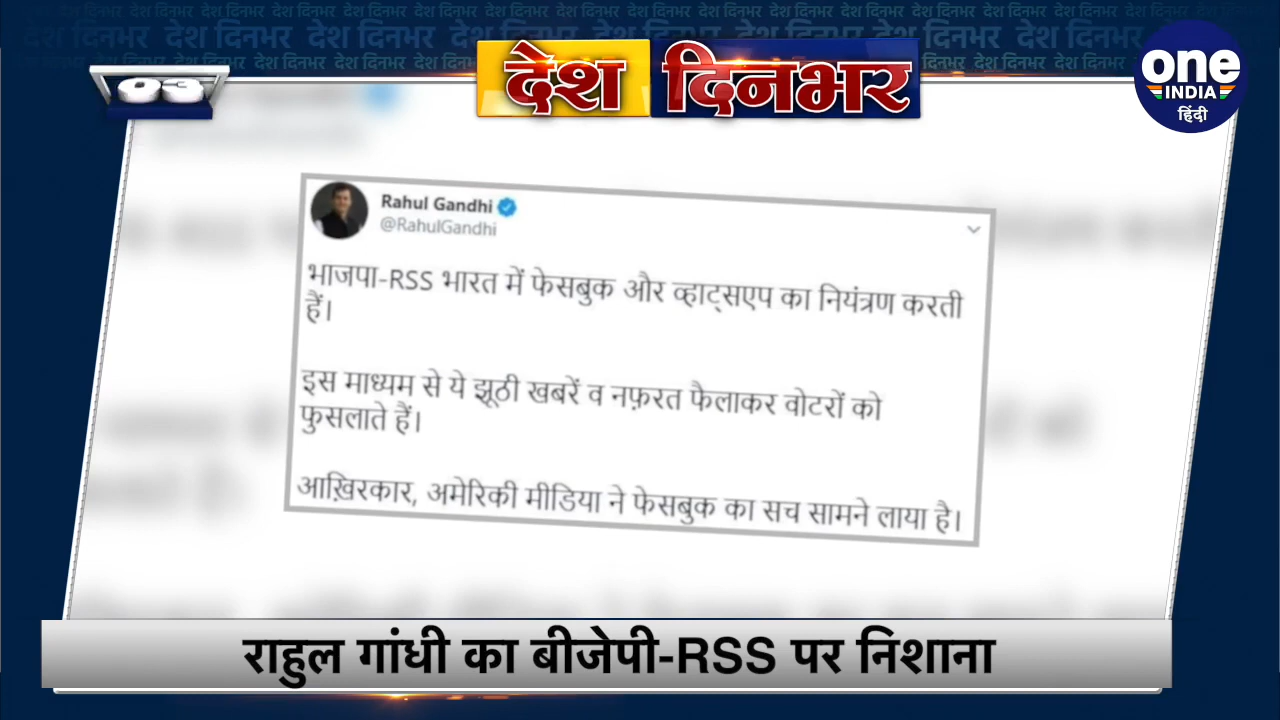 देश दिनभर
03
one
INDIA
हिंदी
Rahul Gandhi
@RahulGandhi
भाजपा-RSS भारत में फेसबुक और व्हाट्सएप का नियंत्रण करती
हैं।
इस माध्यम से ये झूठी खबरें व नफ़रत फैलाकर वोटरों को
फुसलाते हैं।
आख़िरकार, अमेरिकी मीडिया ने फेसबुक का सच सामने लाया है।
राहुल गांधी का बीजेपी-RSS पर निशाना